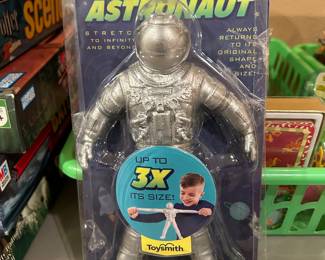 ASTRONAUT
STRETCH
TO INFINITY
AND BEYOND
ALWAYS
RETURNS
TO ITS
ORIGINAL
SHAPE
AND
SIZE!
UP TO
3X
ITS SIZE!
Toysmith